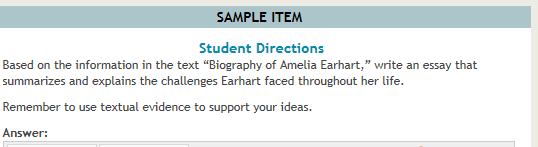 SAMPLE ITEM
Student Directions
Based on the information in the text “Biography of Amelia Earhart,” write an essay that
summarizes and explains the challenges Earhart faced throughout her life.
Remember to use textual evidence to support your ideas.
Answer: